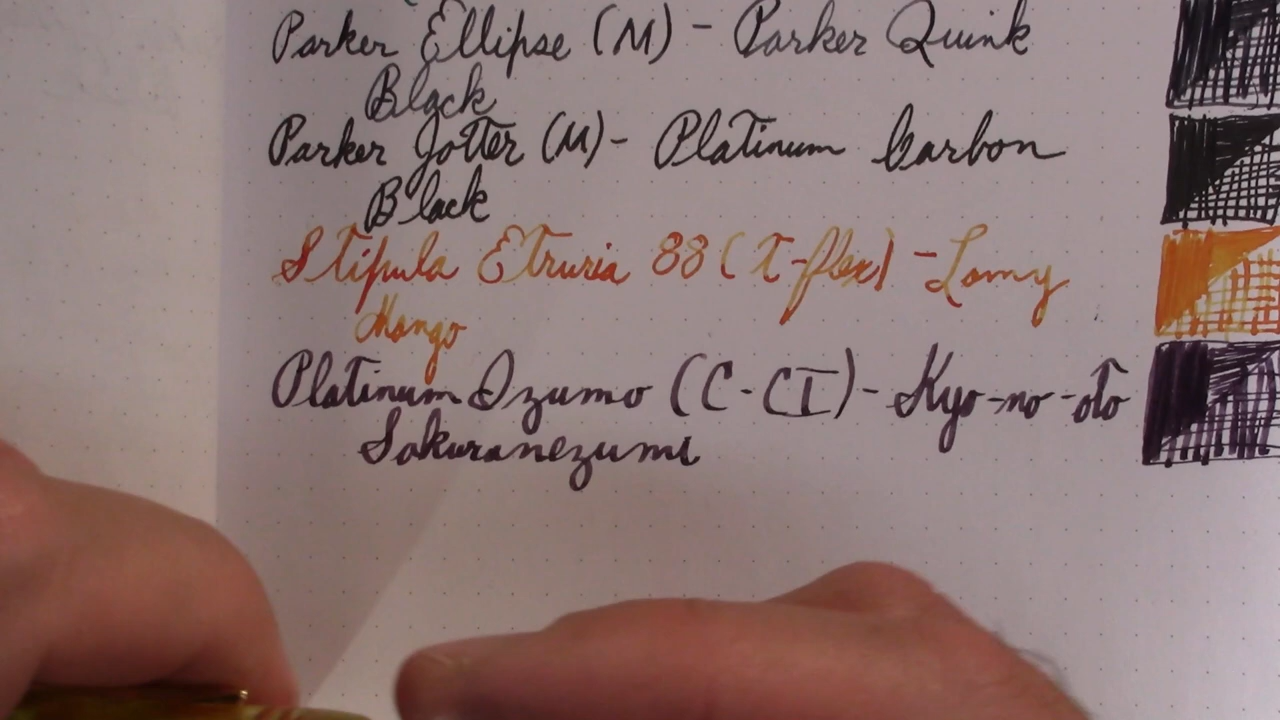 Parker Ellipse (M) - Parker Quink
Black
Parker Jotter (M) - Platinum Carbon
Black
Stipula Etruria 88 (T-flex) - Lamy
Mango
Platinum Izumo (C-CI) - Kyo-no-oto
Sakuranezumi